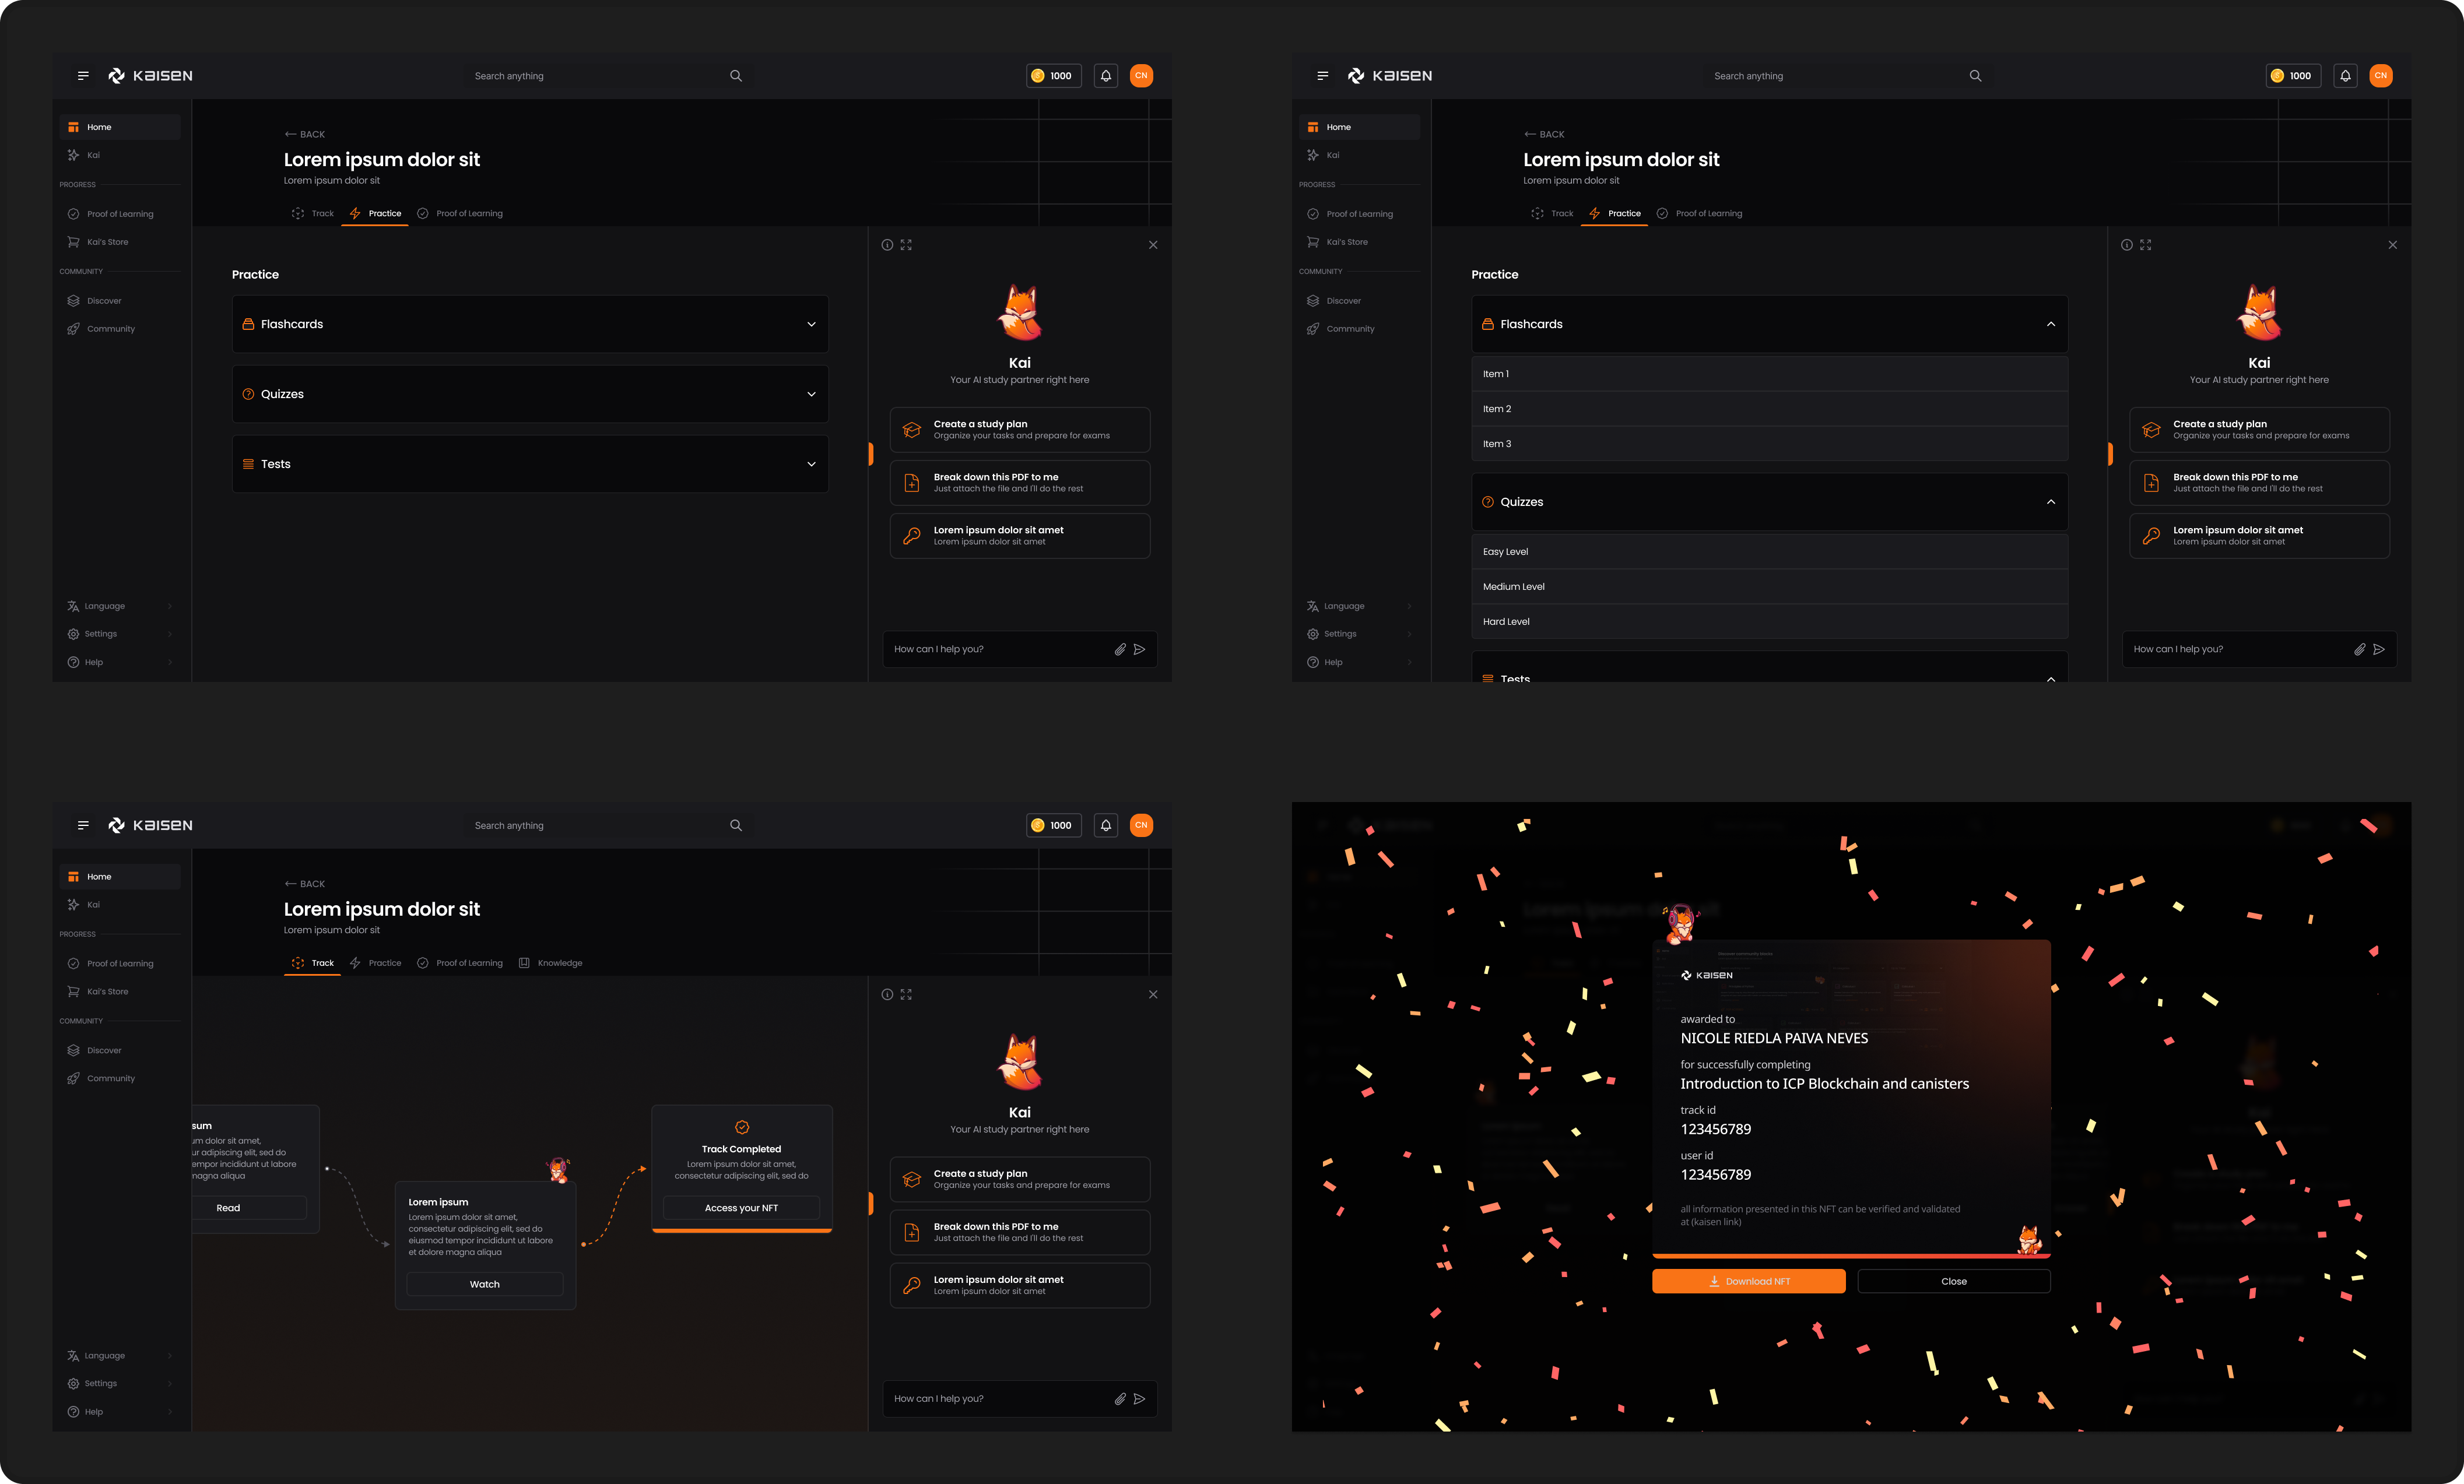 KAISEN
Search anything
1000
CN
Home
Kai
PROGRESS
Proof of Learning
Kai's Store
COMMUNITY
Discover
Community
Language
Settings
Help
BACK
Lorem ipsum dolor sit
Lorem ipsum dolor sit
Track
Practice
Proof of Learning
Practice
Flashcards
Quizzes
Tests
Kai
Your AI study partner right here
Create a study plan
Organize your tasks and prepare for exams
Break down this PDF to me
Just attach the file and I'll do the rest
Lorem ipsum dolor sit amet
Lorem ipsum dolor sit amet
How can I help you?
KAISEN
Search anything
1000
CN
Home
Kai
PROGRESS
Proof of Learning
Kai's Store
COMMUNITY
Discover
Community
Language
Settings
Help
BACK
Lorem ipsum dolor sit
Lorem ipsum dolor sit
Track
Practice
Proof of Learning
Practice
Flashcards
Item 1
Item 2
Item 3
Quizzes
Easy Level
Medium Level
Hard Level
Tests
Kai
Your AI study partner right here
Create a study plan
Organize your tasks and prepare for exams
Break down this PDF to me
Just attach the file and I'll do the rest
Lorem ipsum dolor sit amet
Lorem ipsum dolor sit amet
How can I help you?
KAISEN
Search anything
1000
CN
Home
Kai
PROGRESS
Proof of Learning
Kai's Store
COMMUNITY
Discover
Community
Language
Settings
Help
BACK
Lorem ipsum dolor sit
Lorem ipsum dolor sit
Track
Practice
Proof of Learning
Knowledge
sum
um dolor sit amet,
ur adipiscing elit, sed do
empor incididunt ut labore
magna aliqua
Read
Lorem ipsum
Lorem ipsum dolor sit amet,
consectetur adipiscing elit, sed do
eiusmod tempor incididunt ut labore
et dolore magna aliqua
Watch
Track Completed
Lorem ipsum dolor sit amet,
consectetur adipiscing elit, sed do
Access your NFT
Kai
Your AI study partner right here
Create a study plan
Organize your tasks and prepare for exams
Break down this PDF to me
Just attach the file and I'll do the rest
Lorem ipsum dolor sit amet
Lorem ipsum dolor sit amet
How can I help you?
KAISEN
awarded to
NICOLE RIEDLA PAIVA NEVES
for successfully completing
Introduction to ICP Blockchain and canisters
track id
123456789
user id
123456789
all information presented in this NFT can be verified and validated
at (kaisen link)
Download NFT
Close